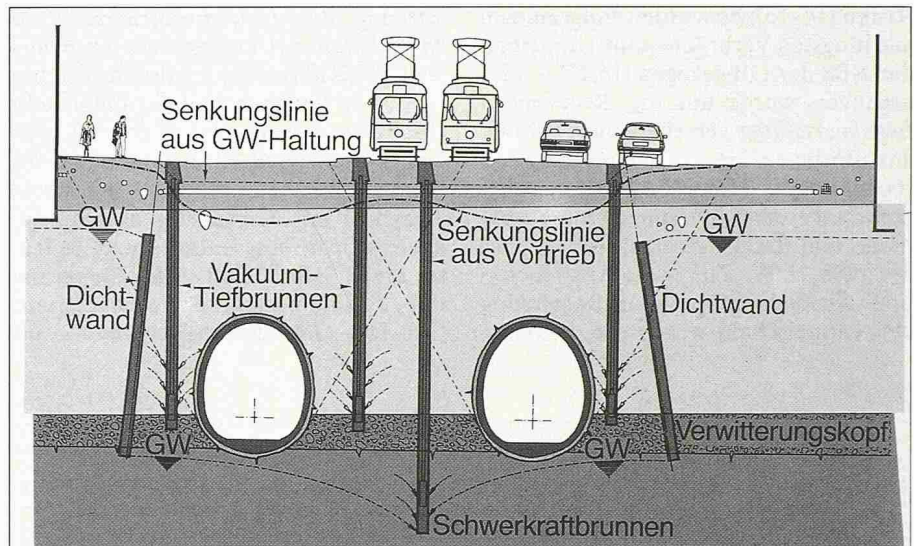 Senkungslinie
aus GW-Haltung
GW
Senkungslinie
aus Vortrieb
GW
Dicht-
wand
Vakuum-
Tiefbrunnen
Dichtwand
Verwitterungskopf
GW
GW
Schwerkraftbrunnen